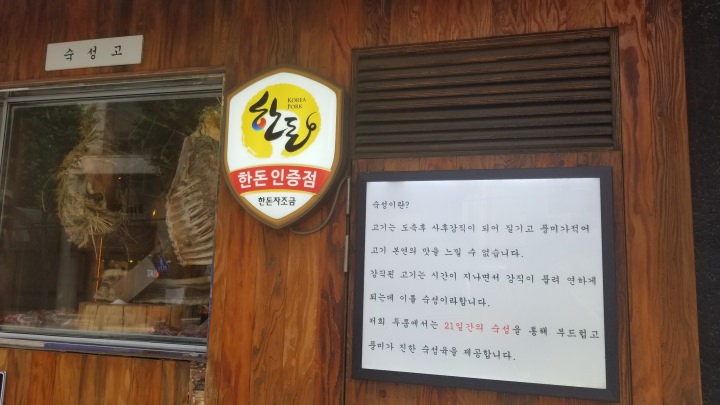 숙성고
KOREA
PORK
한돈
한돈인증점
한돈자조금
숙성이란?
고기는 도축후 사후강직이 되어 질기고 풍미가적어
고기 본연의 맛을 느낄 수 없습니다.
강직된 고기는 시간이 지나면서 강직이 풀려 연하게
되는데 이를 숙성이라합니다.
저희 투뿔에서는 21일간의 숙성을 통해 부드럽고
풍미가 진한 숙성육을 제공합니다.